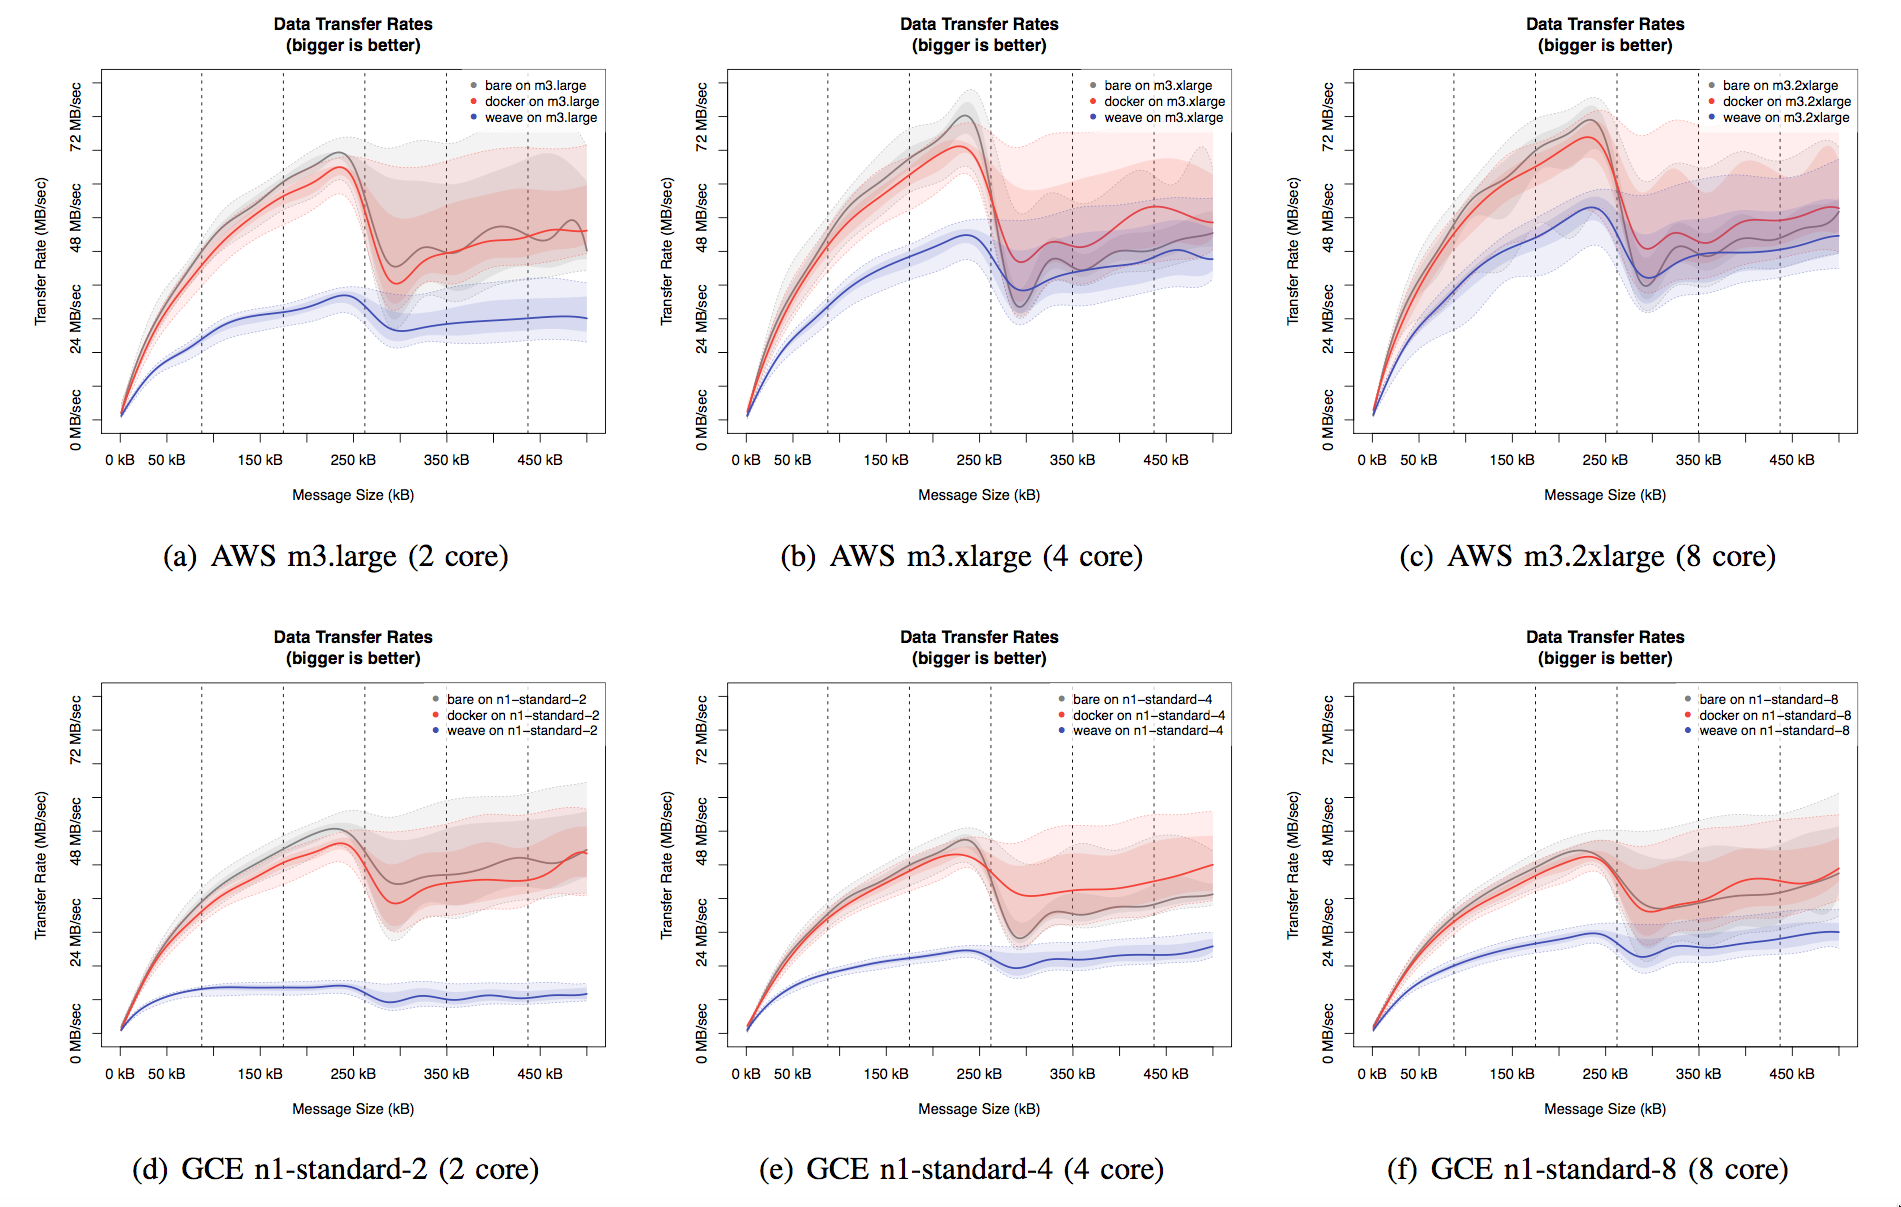 Data Transfer Rates
(bigger is better)
bare on m3.large
docker on m3.large
weave on m3.large
Transfer Rate (MB/sec)
72 MB/sec
48 MB/sec
24 MB/sec
0 MB/sec
0 kB 50 kB 150 kB 250 kB 350 kB 450 kB
Message Size (kB)
(a) AWS m3.large (2 core)
Data Transfer Rates
(bigger is better)
bare on m3.xlarge
docker on m3.xlarge
weave on m3.xlarge
Transfer Rate (MB/sec)
72 MB/sec
48 MB/sec
24 MB/sec
0 MB/sec
0 kB 50 kB 150 kB 250 kB 350 kB 450 kB
Message Size (kB)
(b) AWS m3.xlarge (4 core)
Data Transfer Rates
(bigger is better)
bare on m3.2xlarge
docker on m3.2xlarge
weave on m3.2xlarge
Transfer Rate (MB/sec)
72 MB/sec
48 MB/sec
24 MB/sec
0 MB/sec
0 kB 50 kB 150 kB 250 kB 350 kB 450 kB
Message Size (kB)
(c) AWS m3.2xlarge (8 core)
Data Transfer Rates
(bigger is better)
bare on n1−standard−2
docker on n1−standard−2
weave on n1−standard−2
Transfer Rate (MB/sec)
72 MB/sec
48 MB/sec
24 MB/sec
0 MB/sec
0 kB 50 kB 150 kB 250 kB 350 kB 450 kB
Message Size (kB)
(d) GCE n1-standard-2 (2 core)
Data Transfer Rates
(bigger is better)
bare on n1−standard−4
docker on n1−standard−4
weave on n1−standard−4
Transfer Rate (MB/sec)
72 MB/sec
48 MB/sec
24 MB/sec
0 MB/sec
0 kB 50 kB 150 kB 250 kB 350 kB 450 kB
Message Size (kB)
(e) GCE n1-standard-4 (4 core)
Data Transfer Rates
(bigger is better)
bare on n1−standard−8
docker on n1−standard−8
weave on n1−standard−8
Transfer Rate (MB/sec)
72 MB/sec
48 MB/sec
24 MB/sec
0 MB/sec
0 kB 50 kB 150 kB 250 kB 350 kB 450 kB
Message Size (kB)
(f) GCE n1-standard-8 (8 core)